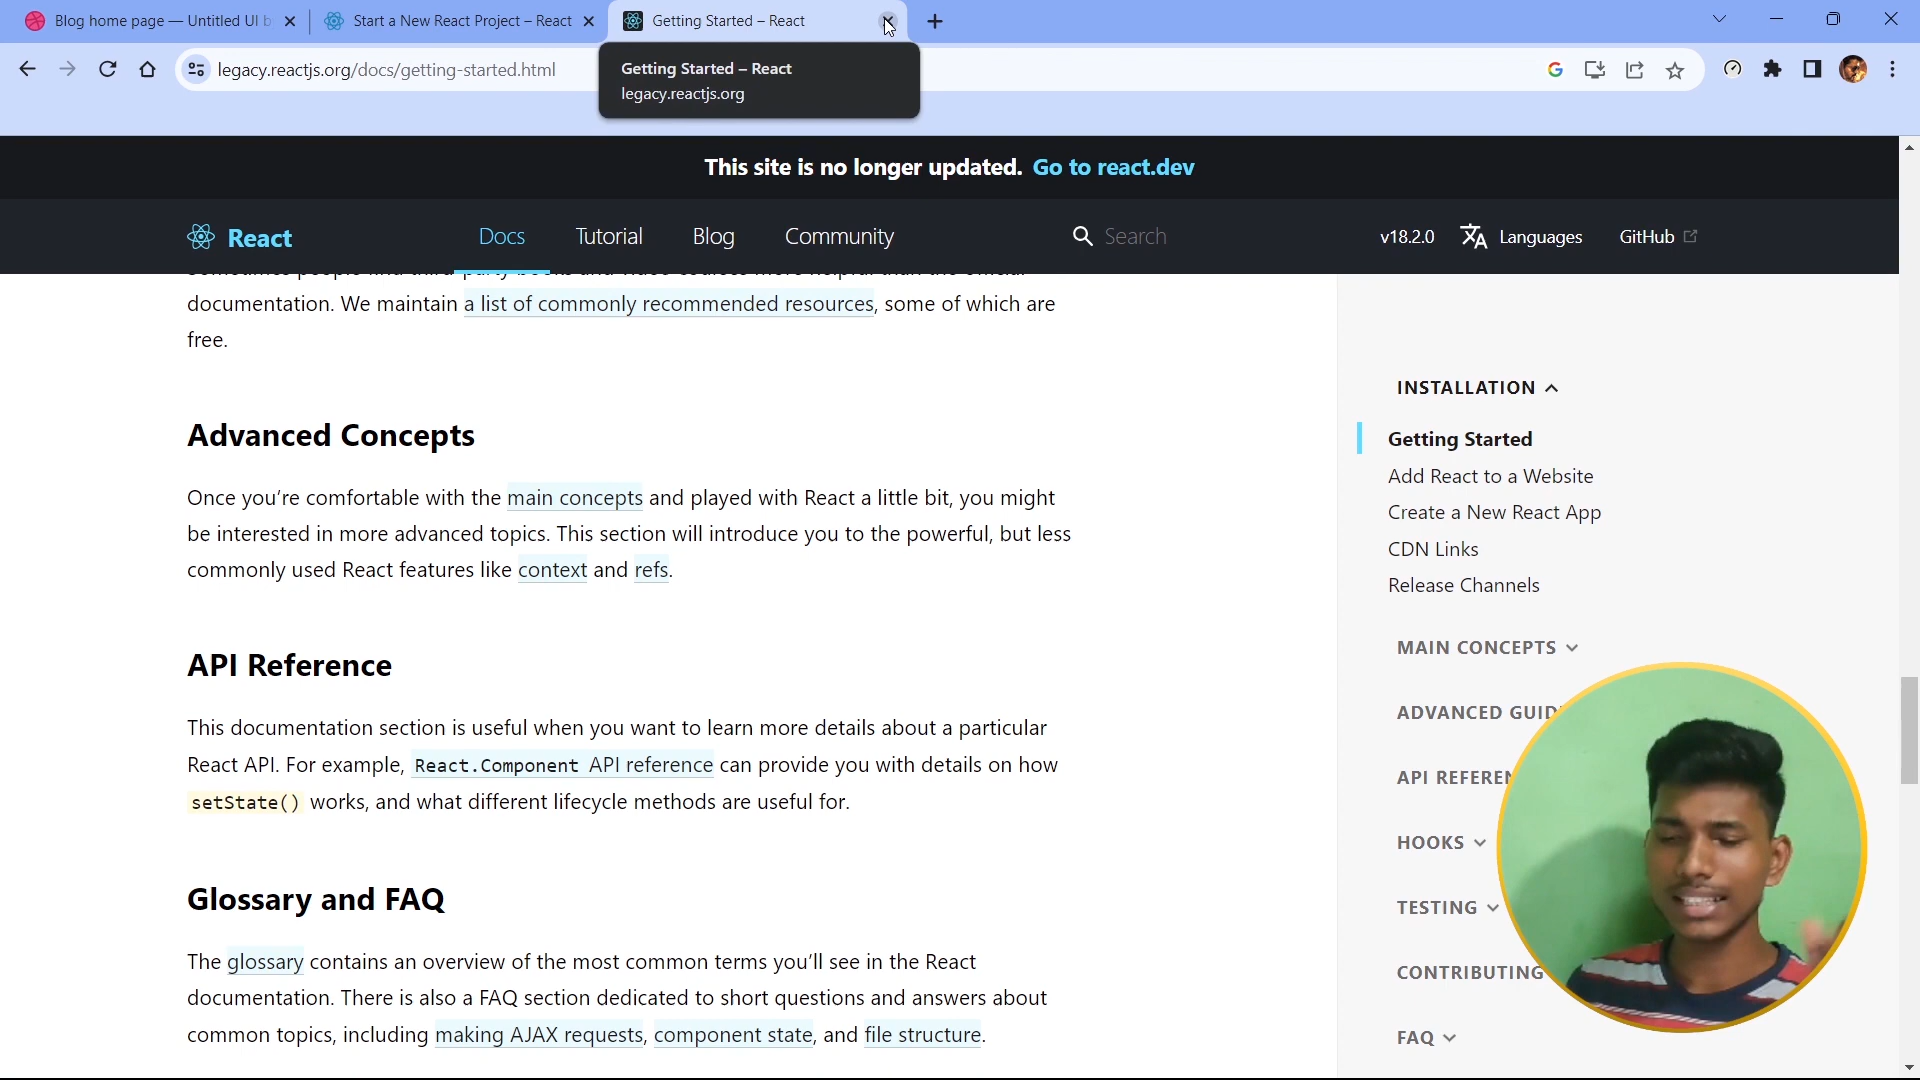 Blog home page — Untitled UI b
Start a New React Project – React
Getting Started – React
legacy.reactjs.org/docs/getting-started.html
Getting Started – React
legacy.reactjs.org
This site is no longer updated. Go to react.dev
React
Docs
Tutorial
Blog
Community
Search
v18.2.0
Languages
GitHub
documentation. We maintain a list of commonly recommended resources, some of which are
free.
Advanced Concepts
Once you're comfortable with the main concepts and played with React a little bit, you might
be interested in more advanced topics. This section will introduce you to the powerful, but less
commonly used React features like context and refs.
API Reference
This documentation section is useful when you want to learn more details about a particular
React API. For example, React.Component API reference can provide you with details on how
setState() works, and what different lifecycle methods are useful for.
Glossary and FAQ
The glossary contains an overview of the most common terms you'll see in the React
documentation. There is also a FAQ section dedicated to short questions and answers about
common topics, including making AJAX requests, component state, and file structure.
INSTALLATION
Getting Started
Add React to a Website
Create a New React App
CDN Links
Release Channels
MAIN CONCEPTS
ADVANCED GUID
API REFEREN
HOOKS
TESTING
CONTRIBUTING
FAQ